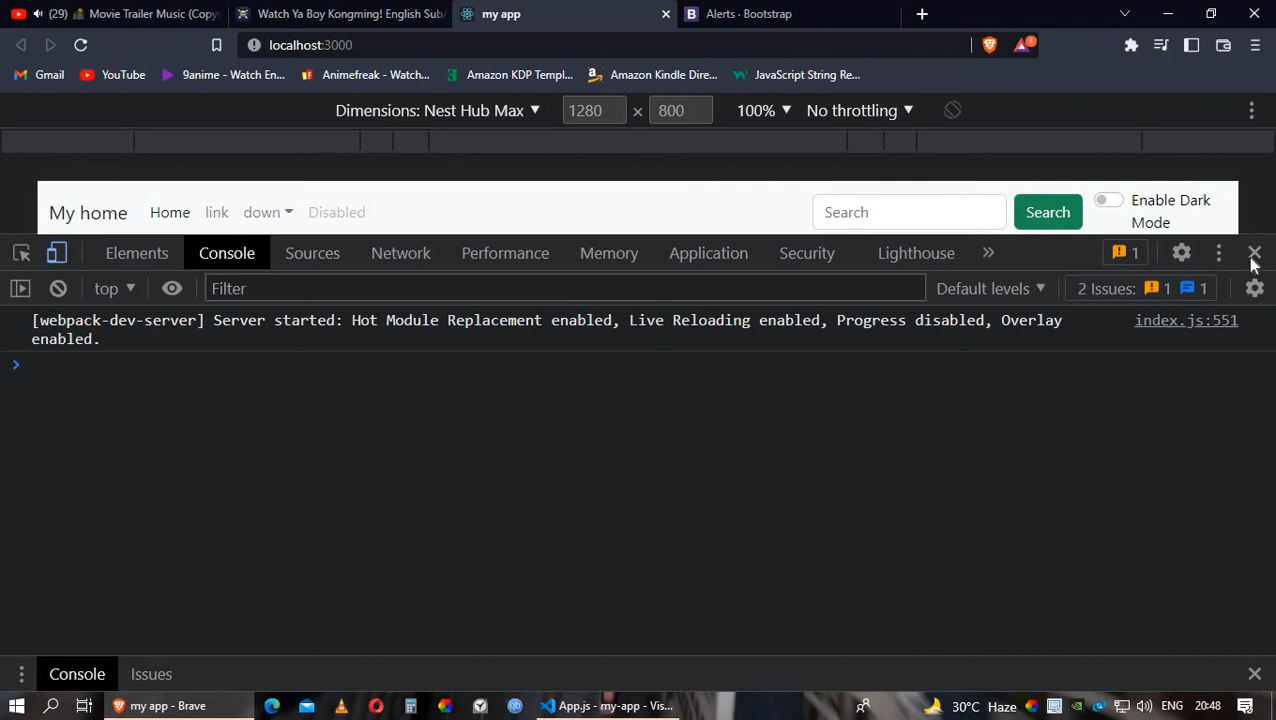 (29) Movie Trailer Music (Copy
Watch Ya Boy Kongming! English Sub/
my app
Alerts · Bootstrap
localhost:3000
3
Gmail
YouTube
9anime - Watch En...
Animefreak - Watch...
Amazon KDP Templ...
Amazon Kindle Dire...
JavaScript String Re...
Dimensions: Nest Hub Max
1280 × 800
100%
No throttling
My home
Home
link
down
Disabled
Search
Search
Enable Dark
Mode
Elements
Console
Sources
Network
Performance
Memory
Application
Security
Lighthouse
»
1
top
Filter
Default levels
2 Issues: 1 1
[webpack-dev-server] Server started: Hot Module Replacement enabled, Live Reloading enabled, Progress disabled, Overlay
enabled.
index.js:551
Console
Issues
my app - Brave
App.js - my-app - Vis...
30°C Haze
ENG
20:48